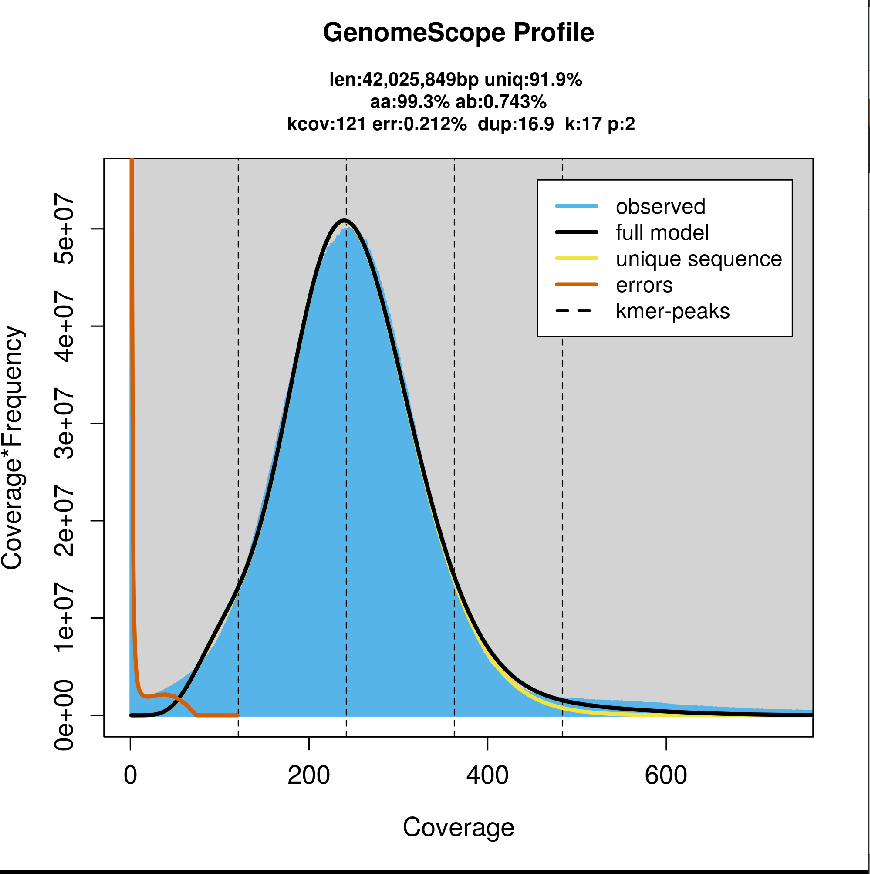 GenomeScope Profile
len:42,025,849bp uniq:91.9%
aa:99.3% ab:0.743%
kcov:121 err:0.212% dup:16.9 k:17 p:2
observed
full model
unique sequence
errors
kmer-peaks
Coverage*Frequency
5e+07
4e+07
3e+07
2e+07
1e+07
0e+00
0 200 400 600
Coverage